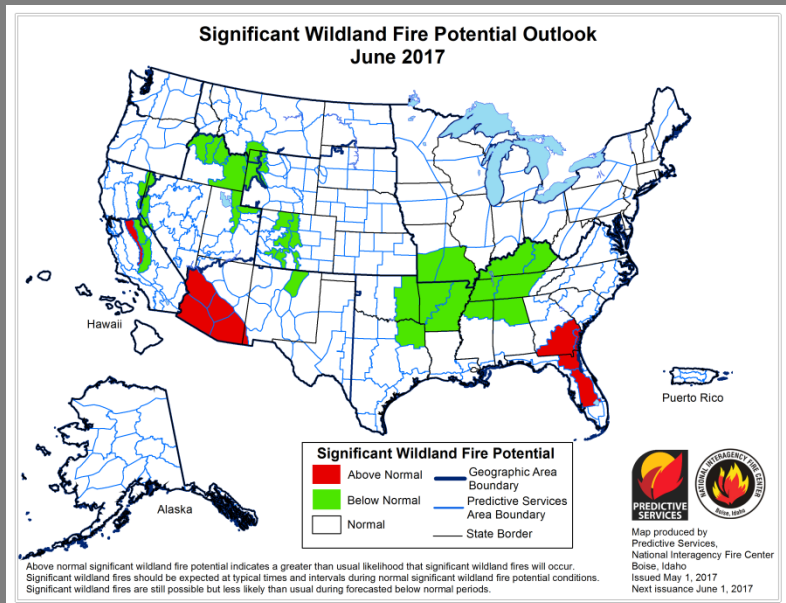 Significant Wildland Fire Potential Outlook
June 2017
Hawaii
Alaska
Puerto Rico
Significant Wildland Fire Potential
Above Normal
Below Normal
Normal
Geographic Area
Boundary
Predictive Services
Area Boundary
State Border
PREDICTIVE
SERVICES
NATIONAL INTERAGENCY FIRE CENTER
Boise, Idaho
Map produced by
Predictive Services,
National Interagency Fire Center
Boise, Idaho
Issued May 1, 2017
Next issuance June 1, 2017
Above normal significant wildland fire potential indicates a greater than usual likelihood that significant wildland fires will occur.
Significant wildland fires should be expected at typical times and intervals during normal significant wildland fire potential conditions.
Significant wildland fires are still possible but less likely than usual during forecasted below normal periods.